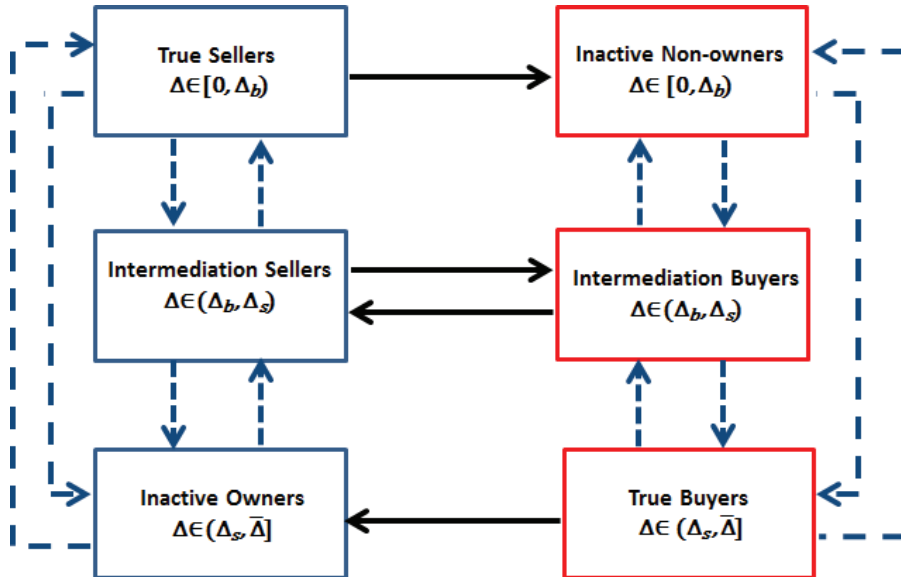 True Sellers
Δ∈[0, Δb)
Inactive Non-owners
Δ∈ [0, Δb)
Intermediation Sellers
Δ∈(Δb, Δs)
Intermediation Buyers
Δ∈(Δb, Δs)
Inactive Owners
Δ∈(Δs, Δ̄]
True Buyers
Δ∈ (Δs, Δ̄]